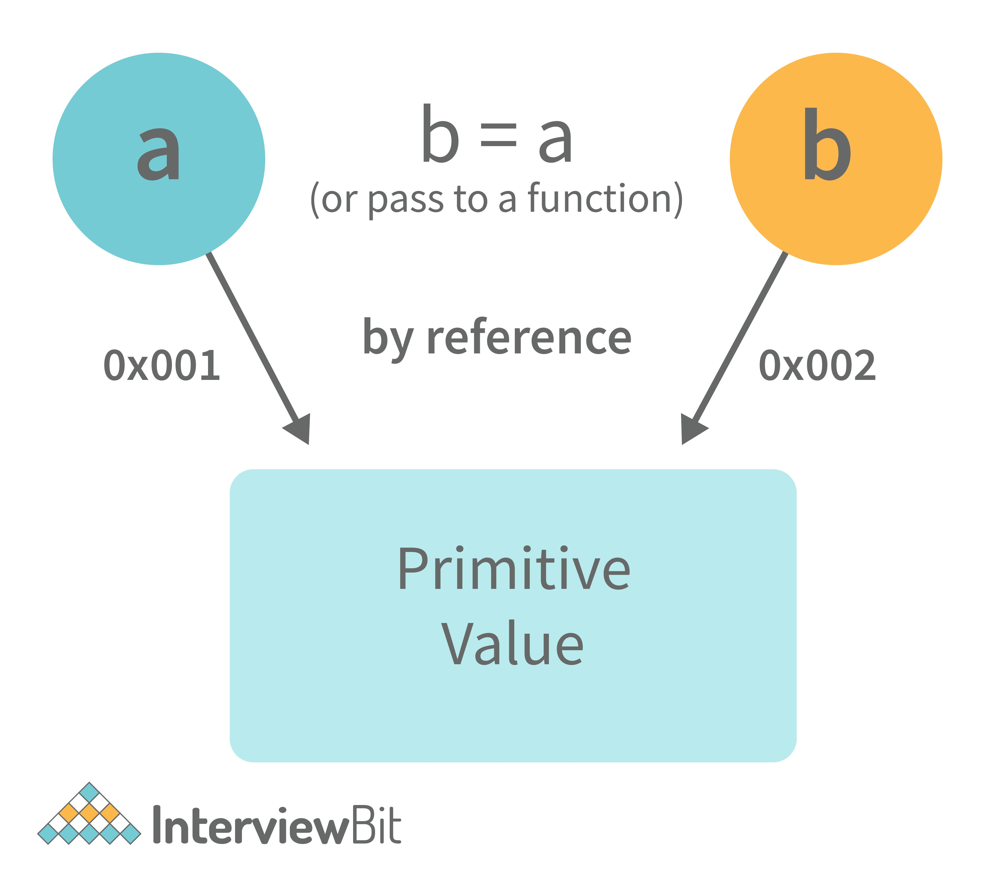 a
b = a
b
(or pass to a function)
by reference
0x001
0x002
Primitive
Value
InterviewBit